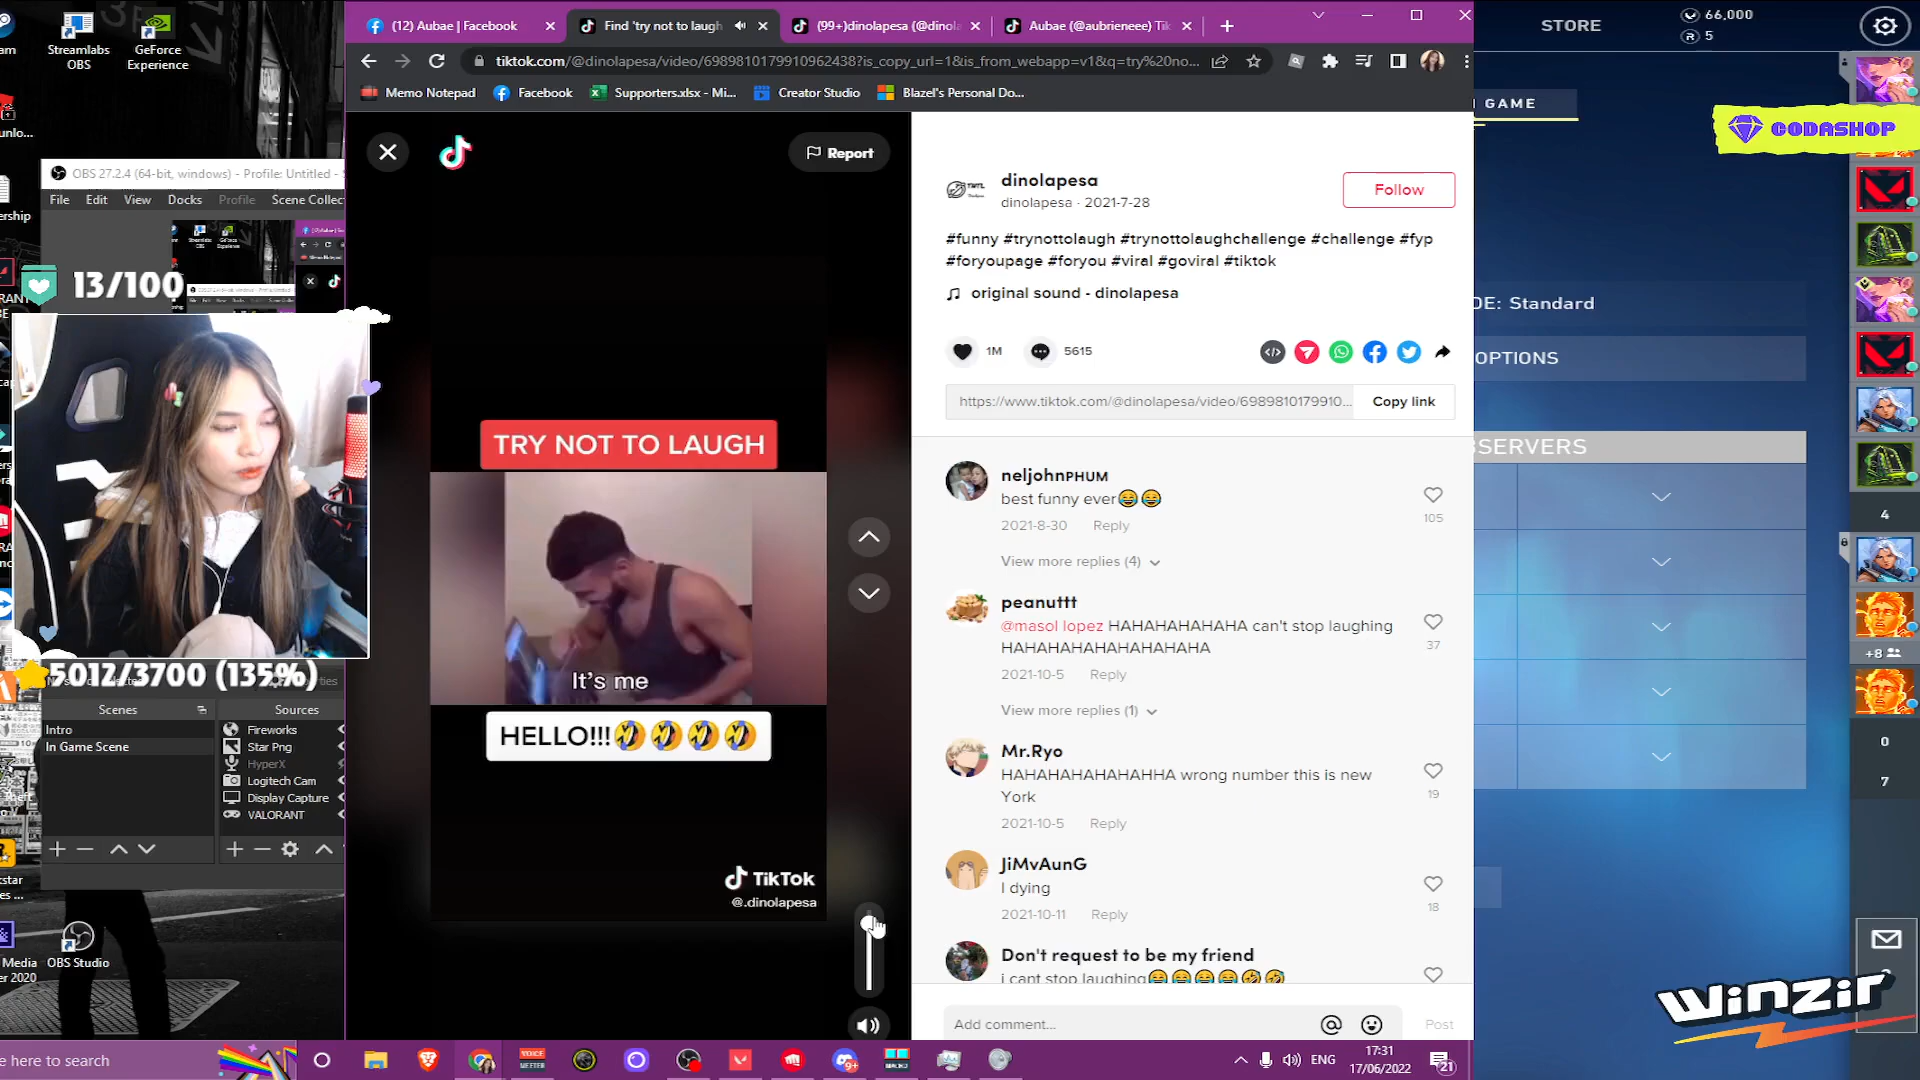 Streamlabs
OBS
GeForce
Experience
(12) Aubae | Facebook
Find 'try not to laugh
(99+)dinolapesa (@dinola
Aubae (@aubrieneee) Tik
tiktok.com/@dinolapesa/video/6989810179910962438?is_copy_url=1&is_from_webapp=v1&q=try%20no...
Memo Notepad
Facebook
Supporters.xlsx - Mi...
Creator Studio
Blazel's Personal Do...
STORE
66,000
R 5
GAME
CODASHOP
OBS 27.2.4 (64-bit, windows) - Profile: Untitled -
File Edit View Docks Profile Scene Collec
13/100
5012/3700 (135%)
Scenes
Intro
In Game Scene
Sources
Fireworks
Star Png
HyperX
Logitech Cam
Display Capture
VALORANT
OBS Studio
Media
2020
Report
TRY NOT TO LAUGH
It's me
HELLO!!!🤣🤣🤣🤣
TikTok
@.dinolapesa
dinolapesa
dinolapesa · 2021-7-28
Follow
#funny #trynottolaugh #trynottolaughchallenge #challenge #fyp
#foryoupage #foryou #viral #goviral #tiktok
original sound - dinolapesa
1M
5615
https://www.tiktok.com/@dinolapesa/video/6989810179910...
Copy link
neljohnPHUM
best funny ever😂😂
2021-8-30 Reply
105
View more replies (4)
peanuttt
@masol lopez HAHAHAHAHAHA can't stop laughing
HAHAHAHAHAHAHAHAHA
37
2021-10-5 Reply
View more replies (1)
Mr.Ryo
HAHAHAHAHAHAHHA wrong number this is new
York
19
2021-10-5 Reply
JiMvAunG
I dying
18
2021-10-11 Reply
Don't request to be my friend
i cant stop laughing😂😂😂😂🤣🤣
Add comment...
Post
DE: Standard
OPTIONS
SERVERS
4
+8
0
7
WINZIR
here to search
ENG
17:31
17/06/2022
21